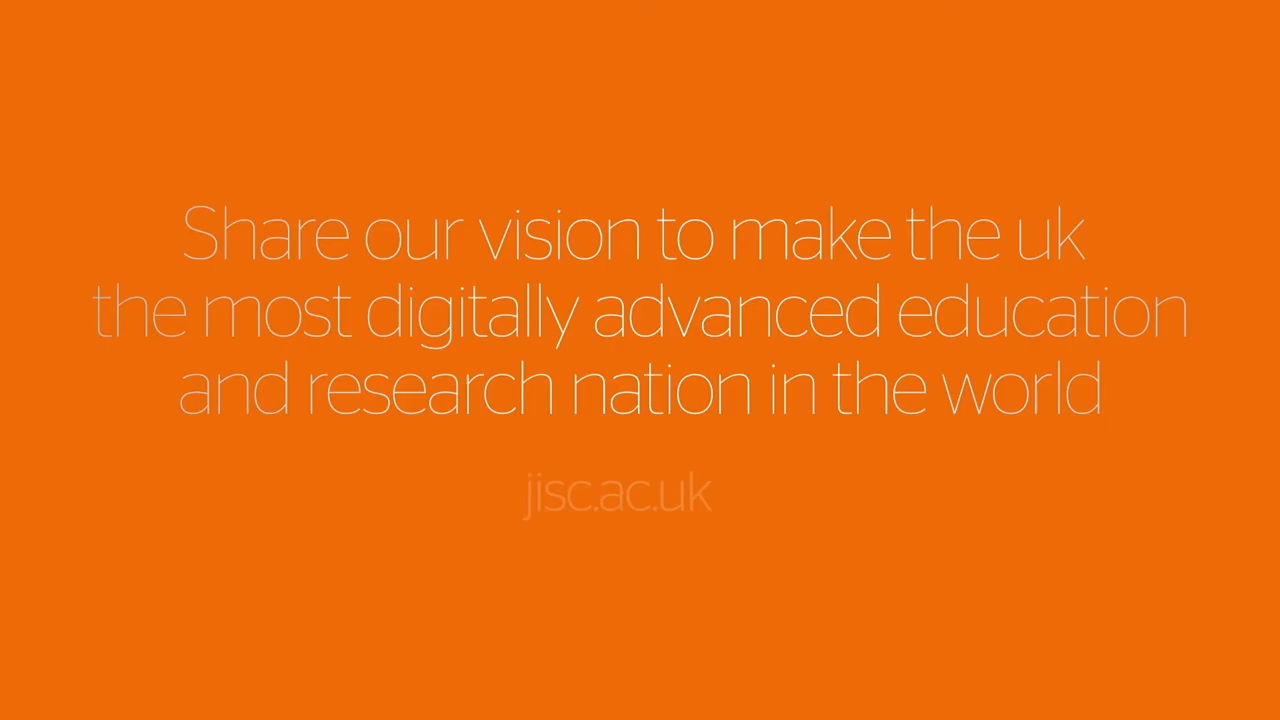 Share our vision to make the uk
the most digitally advanced education
and research nation in the world
jisc.ac.uk